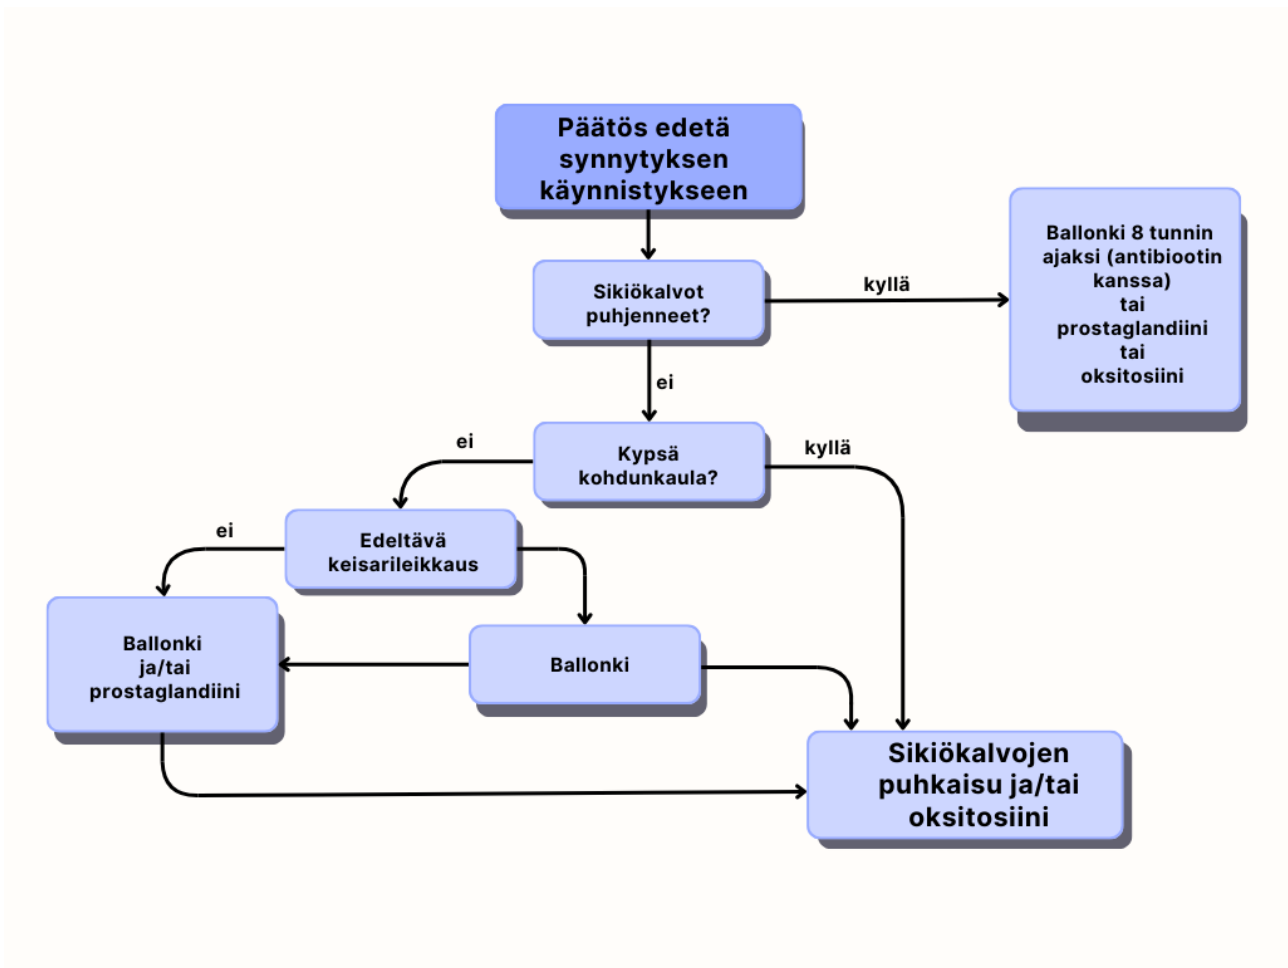 Päätös edetä
synnytyksen
käynnistykseen
Sikiökalvot
puhjenneet?
kyllä
Ballonki 8 tunnin
ajaksi (antibiootin
kanssa)
tai
prostaglandiini
tai
oksitosiini
ei
Kypsä
kohdunkaula?
ei
kyllä
Edeltävä
keisarileikkaus
ei
Ballonki
ja/tai
prostaglandiini
Ballonki
Sikiökalvojen
puhkaisu ja/tai
oksitosiini